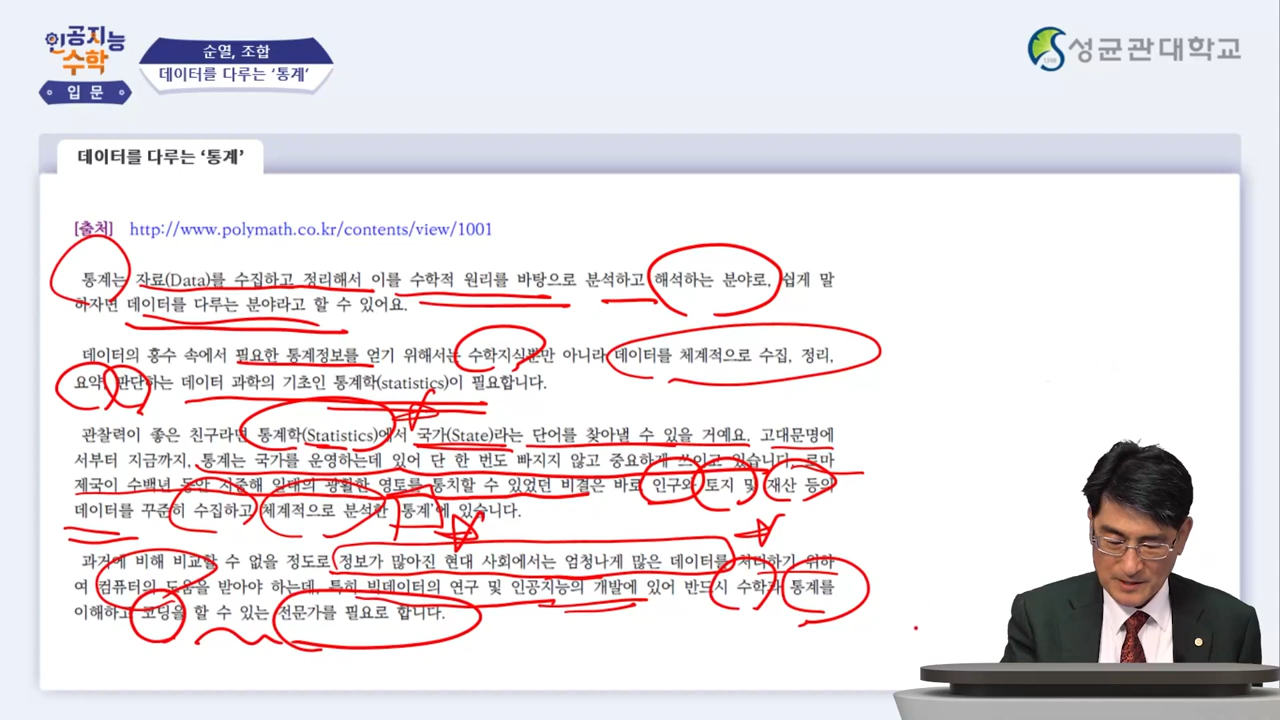 인공지능
수학
입문
순열, 조합
데이터를 다루는 ‘통계’
성균관대학교
데이터를 다루는 ‘통계’
[출처] http://www.polymath.co.kr/contents/view/1001
통계는 자료(Data)를 수집하고 정리해서 이를 수학적 원리를 바탕으로 분석하고 해석하는 분야로, 쉽게 말
하자면 데이터를 다루는 분야라고 할 수 있어요.
데이터의 홍수 속에서 필요한 통계정보를 얻기 위해서는 수학지식뿐만 아니라 데이터를 체계적으로 수집, 정리,
요약, 판단하는 데이터 과학의 기초인 통계학(statistics)이 필요합니다.
관찰력이 좋은 친구라면 통계학(Statistics)에서 국가(State)라는 단어를 찾아낼 수 있을 거예요. 고대문명에
서부터 지금까지, 통계는 국가를 운영하는데 있어 단 한 번도 빠지지 않고 중요하게 쓰이고 있습니다. 로마
제국이 수백년 동안 지중해 일대의 광활한 영토를 통치할 수 있었던 비결은 바로 인구와 토지 및 재산 등의
데이터를 꾸준히 수집하고 체계적으로 분석한 ‘통계’에 있습니다.
과거에 비해 비교할 수 없을 정도로 정보가 많아진 현대 사회에서는 엄청나게 많은 데이터를 처리하기 위하
여 컴퓨터의 도움을 받아야 하는데, 특히 빅데이터의 연구 및 인공지능의 개발에 있어 반드시 수학과 통계를
이해하고 코딩을 할 수 있는 전문가를 필요로 합니다.